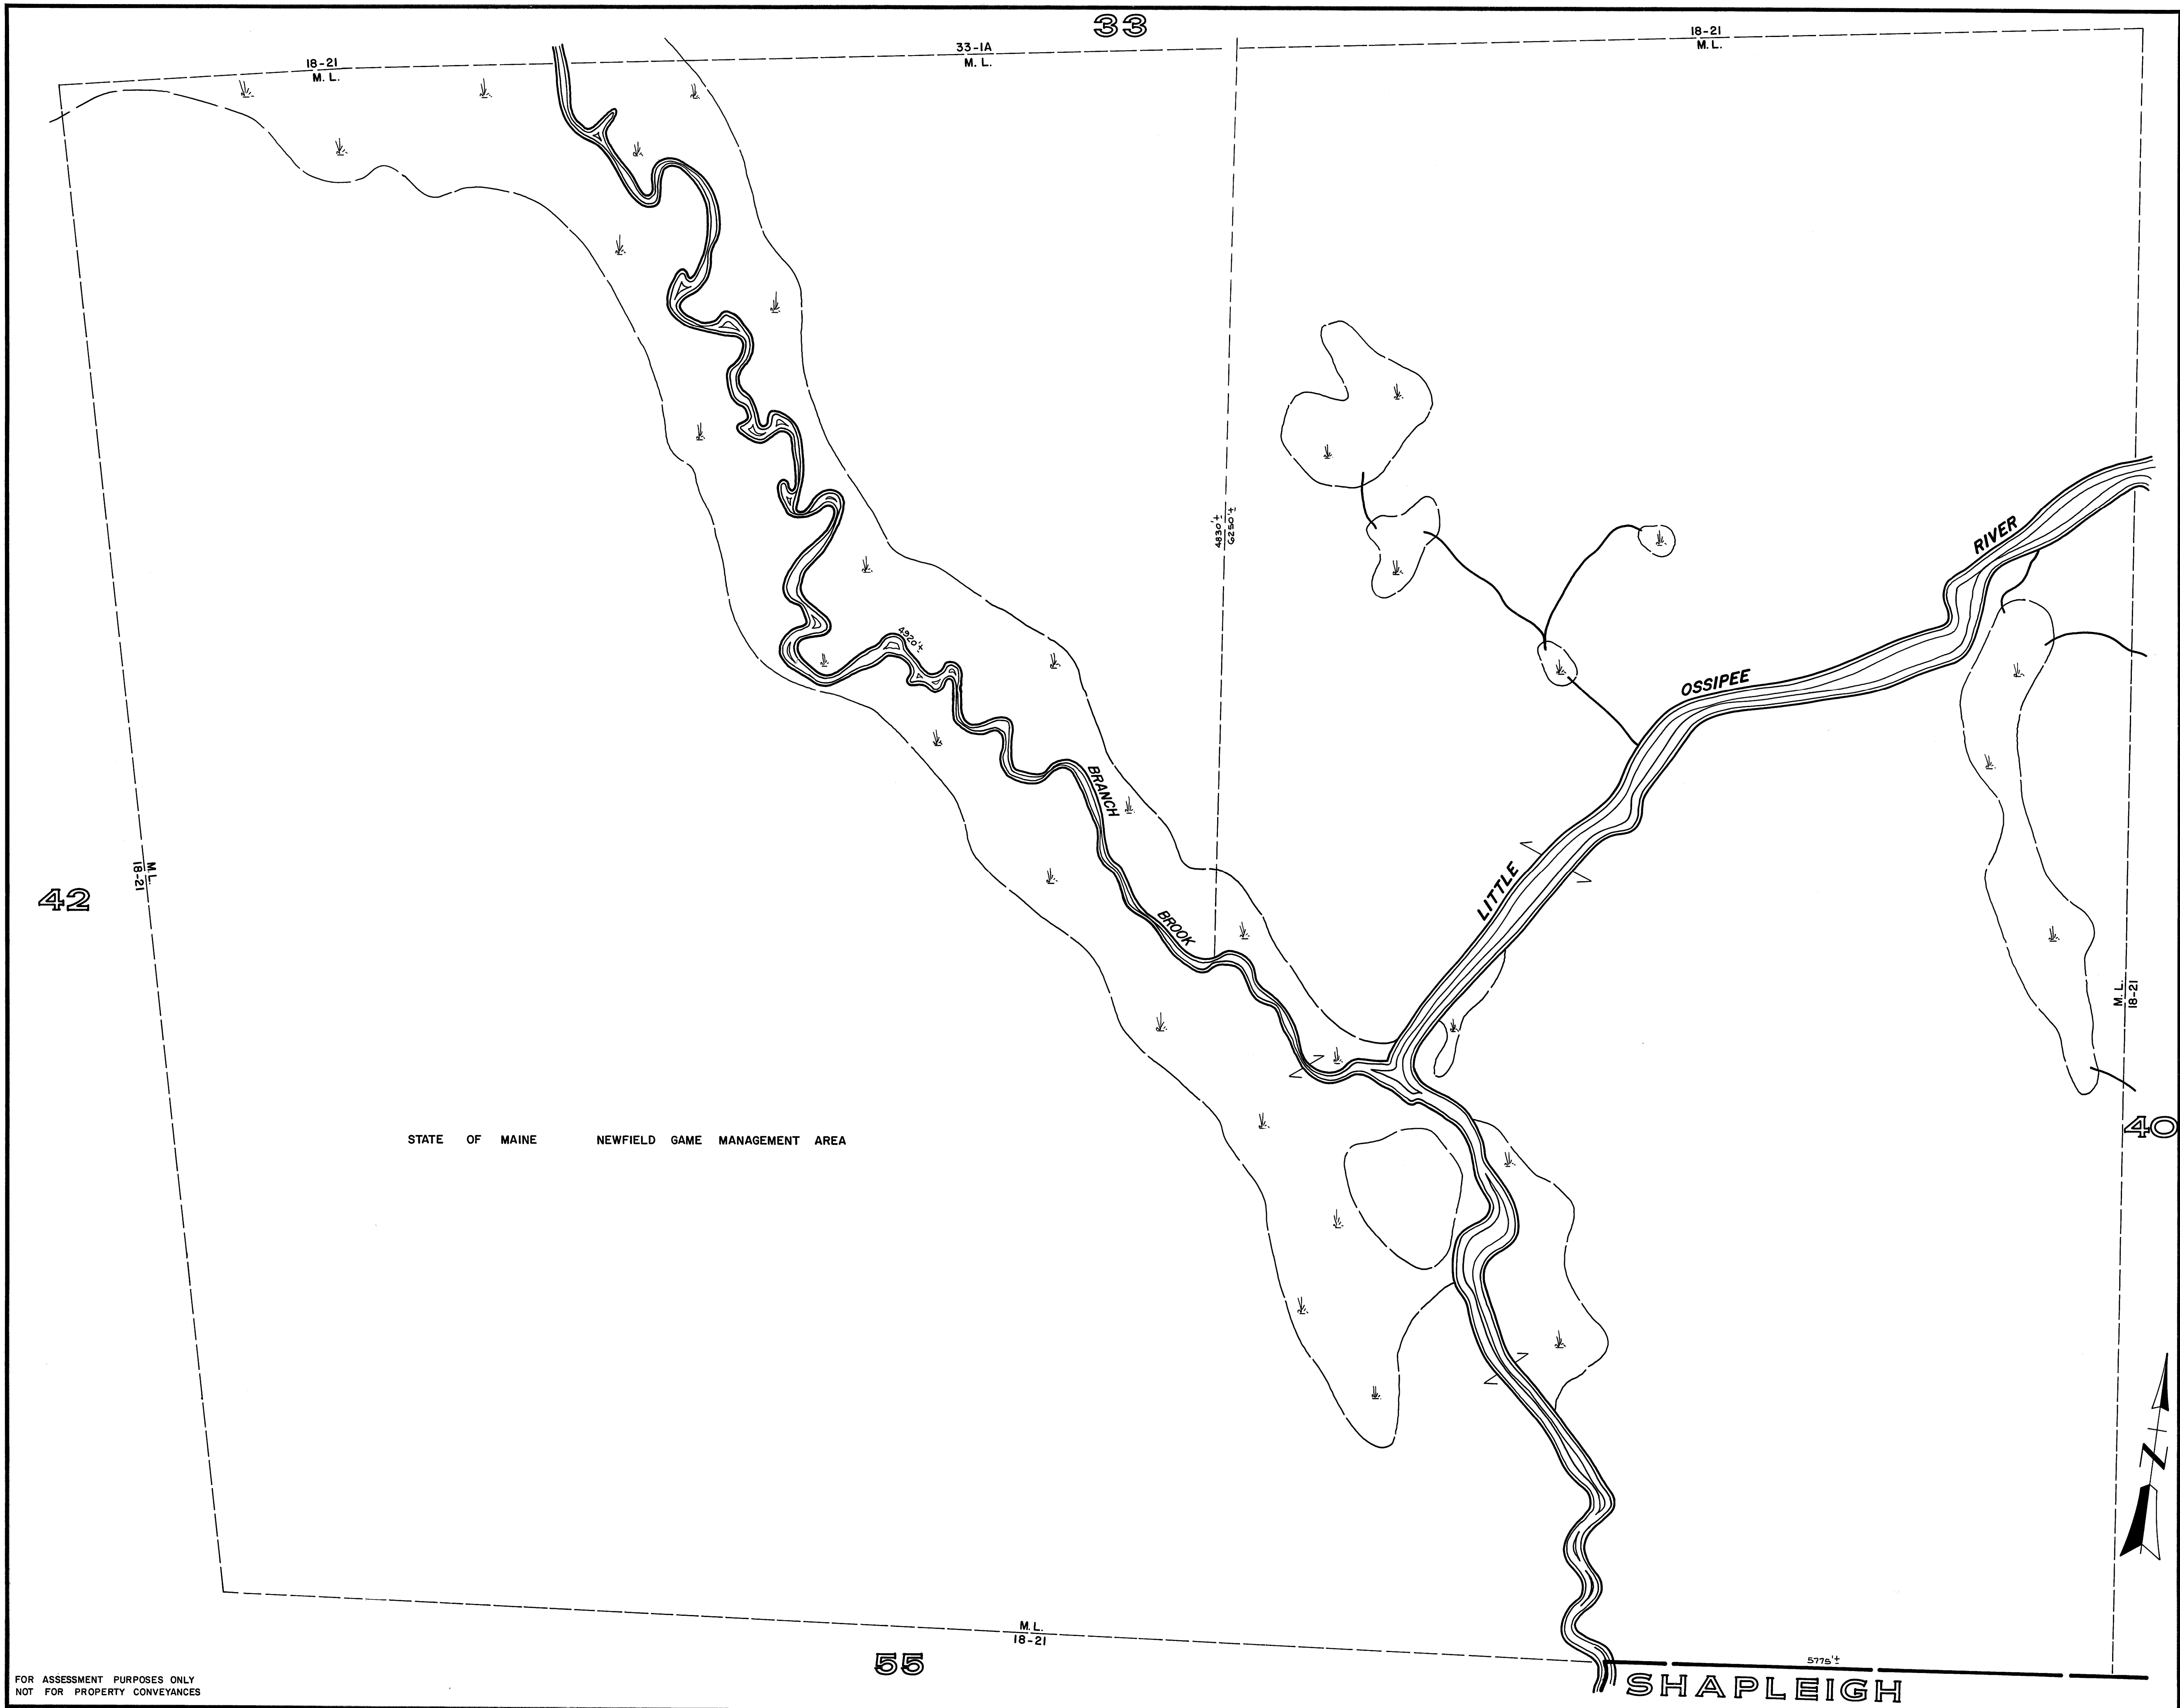 33
18-21
M. L.
33-1A
M. L.
18-21
M. L.
4830'±
6250'±
RIVER
4920'±
OSSIPEE
BRANCH
LITTLE
BROOK
42
M. L.
18-21
M. L.
18-21
40
STATE OF MAINE NEWFIELD GAME MANAGEMENT AREA
N
M. L.
18-21
55
5775'±
SHAPLEIGH
FOR ASSESSMENT PURPOSES ONLY
NOT FOR PROPERTY CONVEYANCES